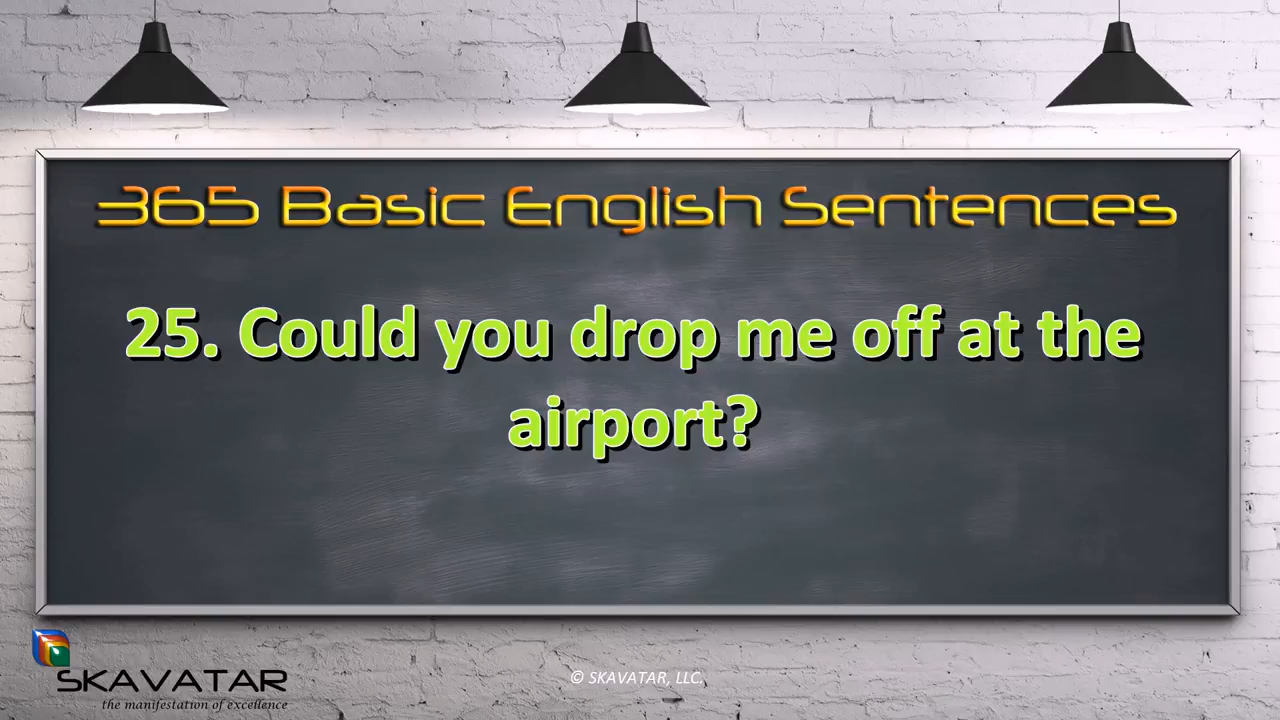 365 Basic English Sentences
25. Could you drop me off at the
airport?
SKAVATAR
the manifestation of excellence
© SKAVATAR, LLC.